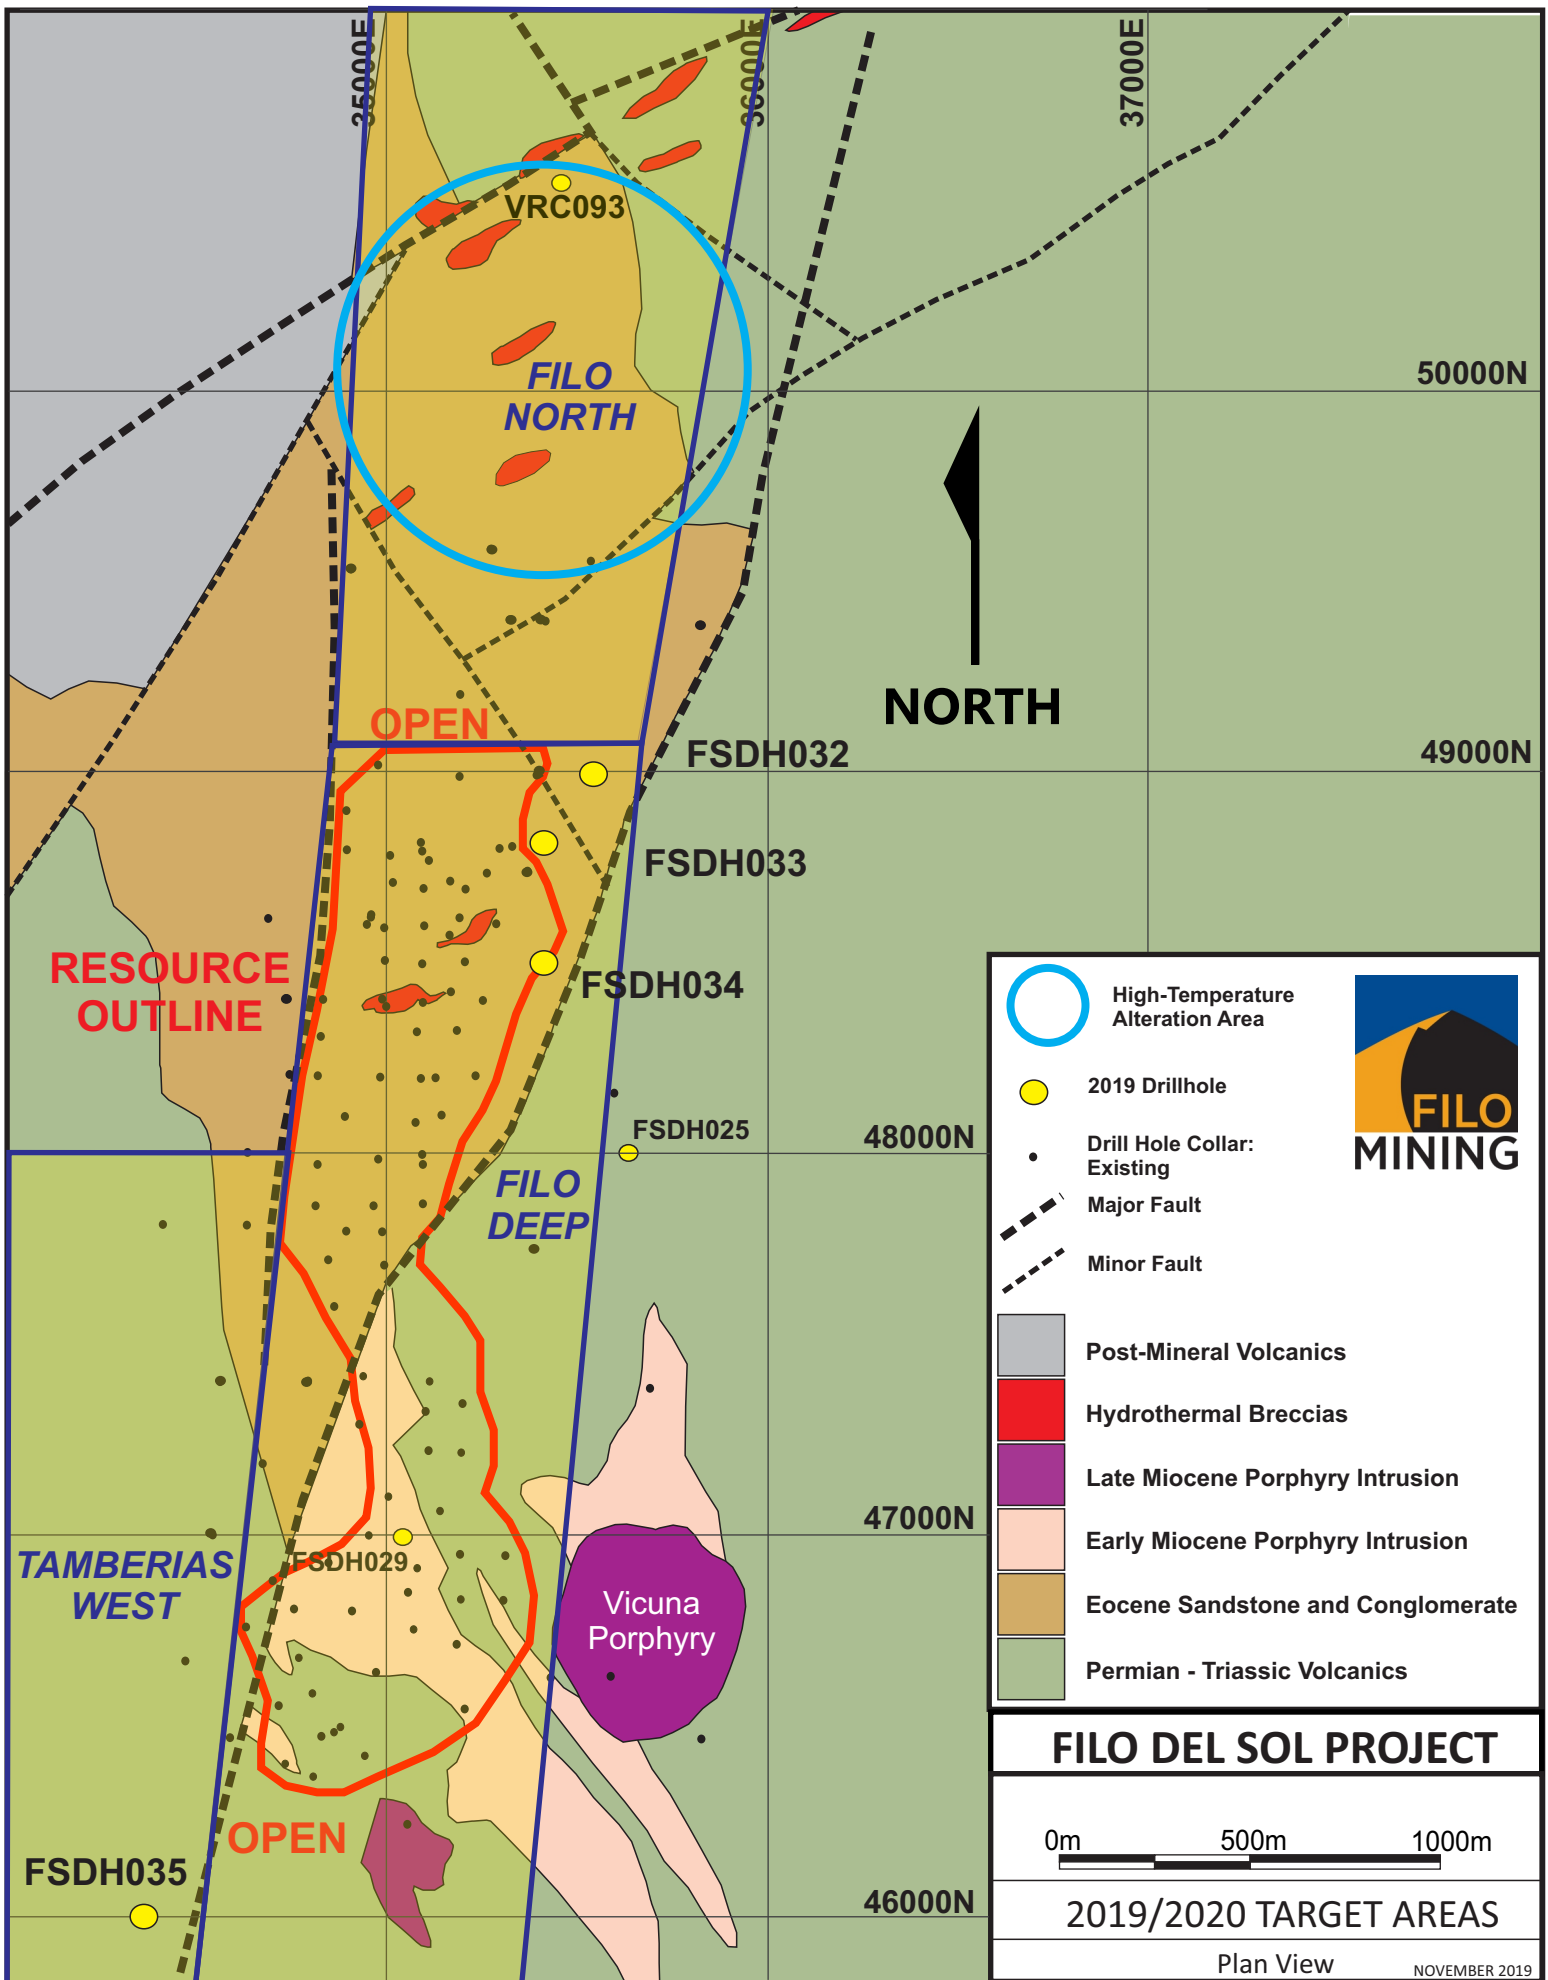 35000E
36000E
37000E
VRC093
FILO
NORTH
50000N
NORTH
OPEN
FSDH032
49000N
FSDH033
RESOURCE
OUTLINE
FSDH034
FSDH025
48000N
FILO
DEEP
47000N
TAMBERIAS
WEST
FSDH029
Vicuna
Porphyry
OPEN
FSDH035
46000N
High-Temperature
Alteration Area
2019 Drillhole
Drill Hole Collar:
Existing
Major Fault
Minor Fault
FILO
MINING
Post-Mineral Volcanics
Hydrothermal Breccias
Late Miocene Porphyry Intrusion
Early Miocene Porphyry Intrusion
Eocene Sandstone and Conglomerate
Permian - Triassic Volcanics
FILO DEL SOL PROJECT
0m 500m 1000m
2019/2020 TARGET AREAS
Plan View
NOVEMBER 2019